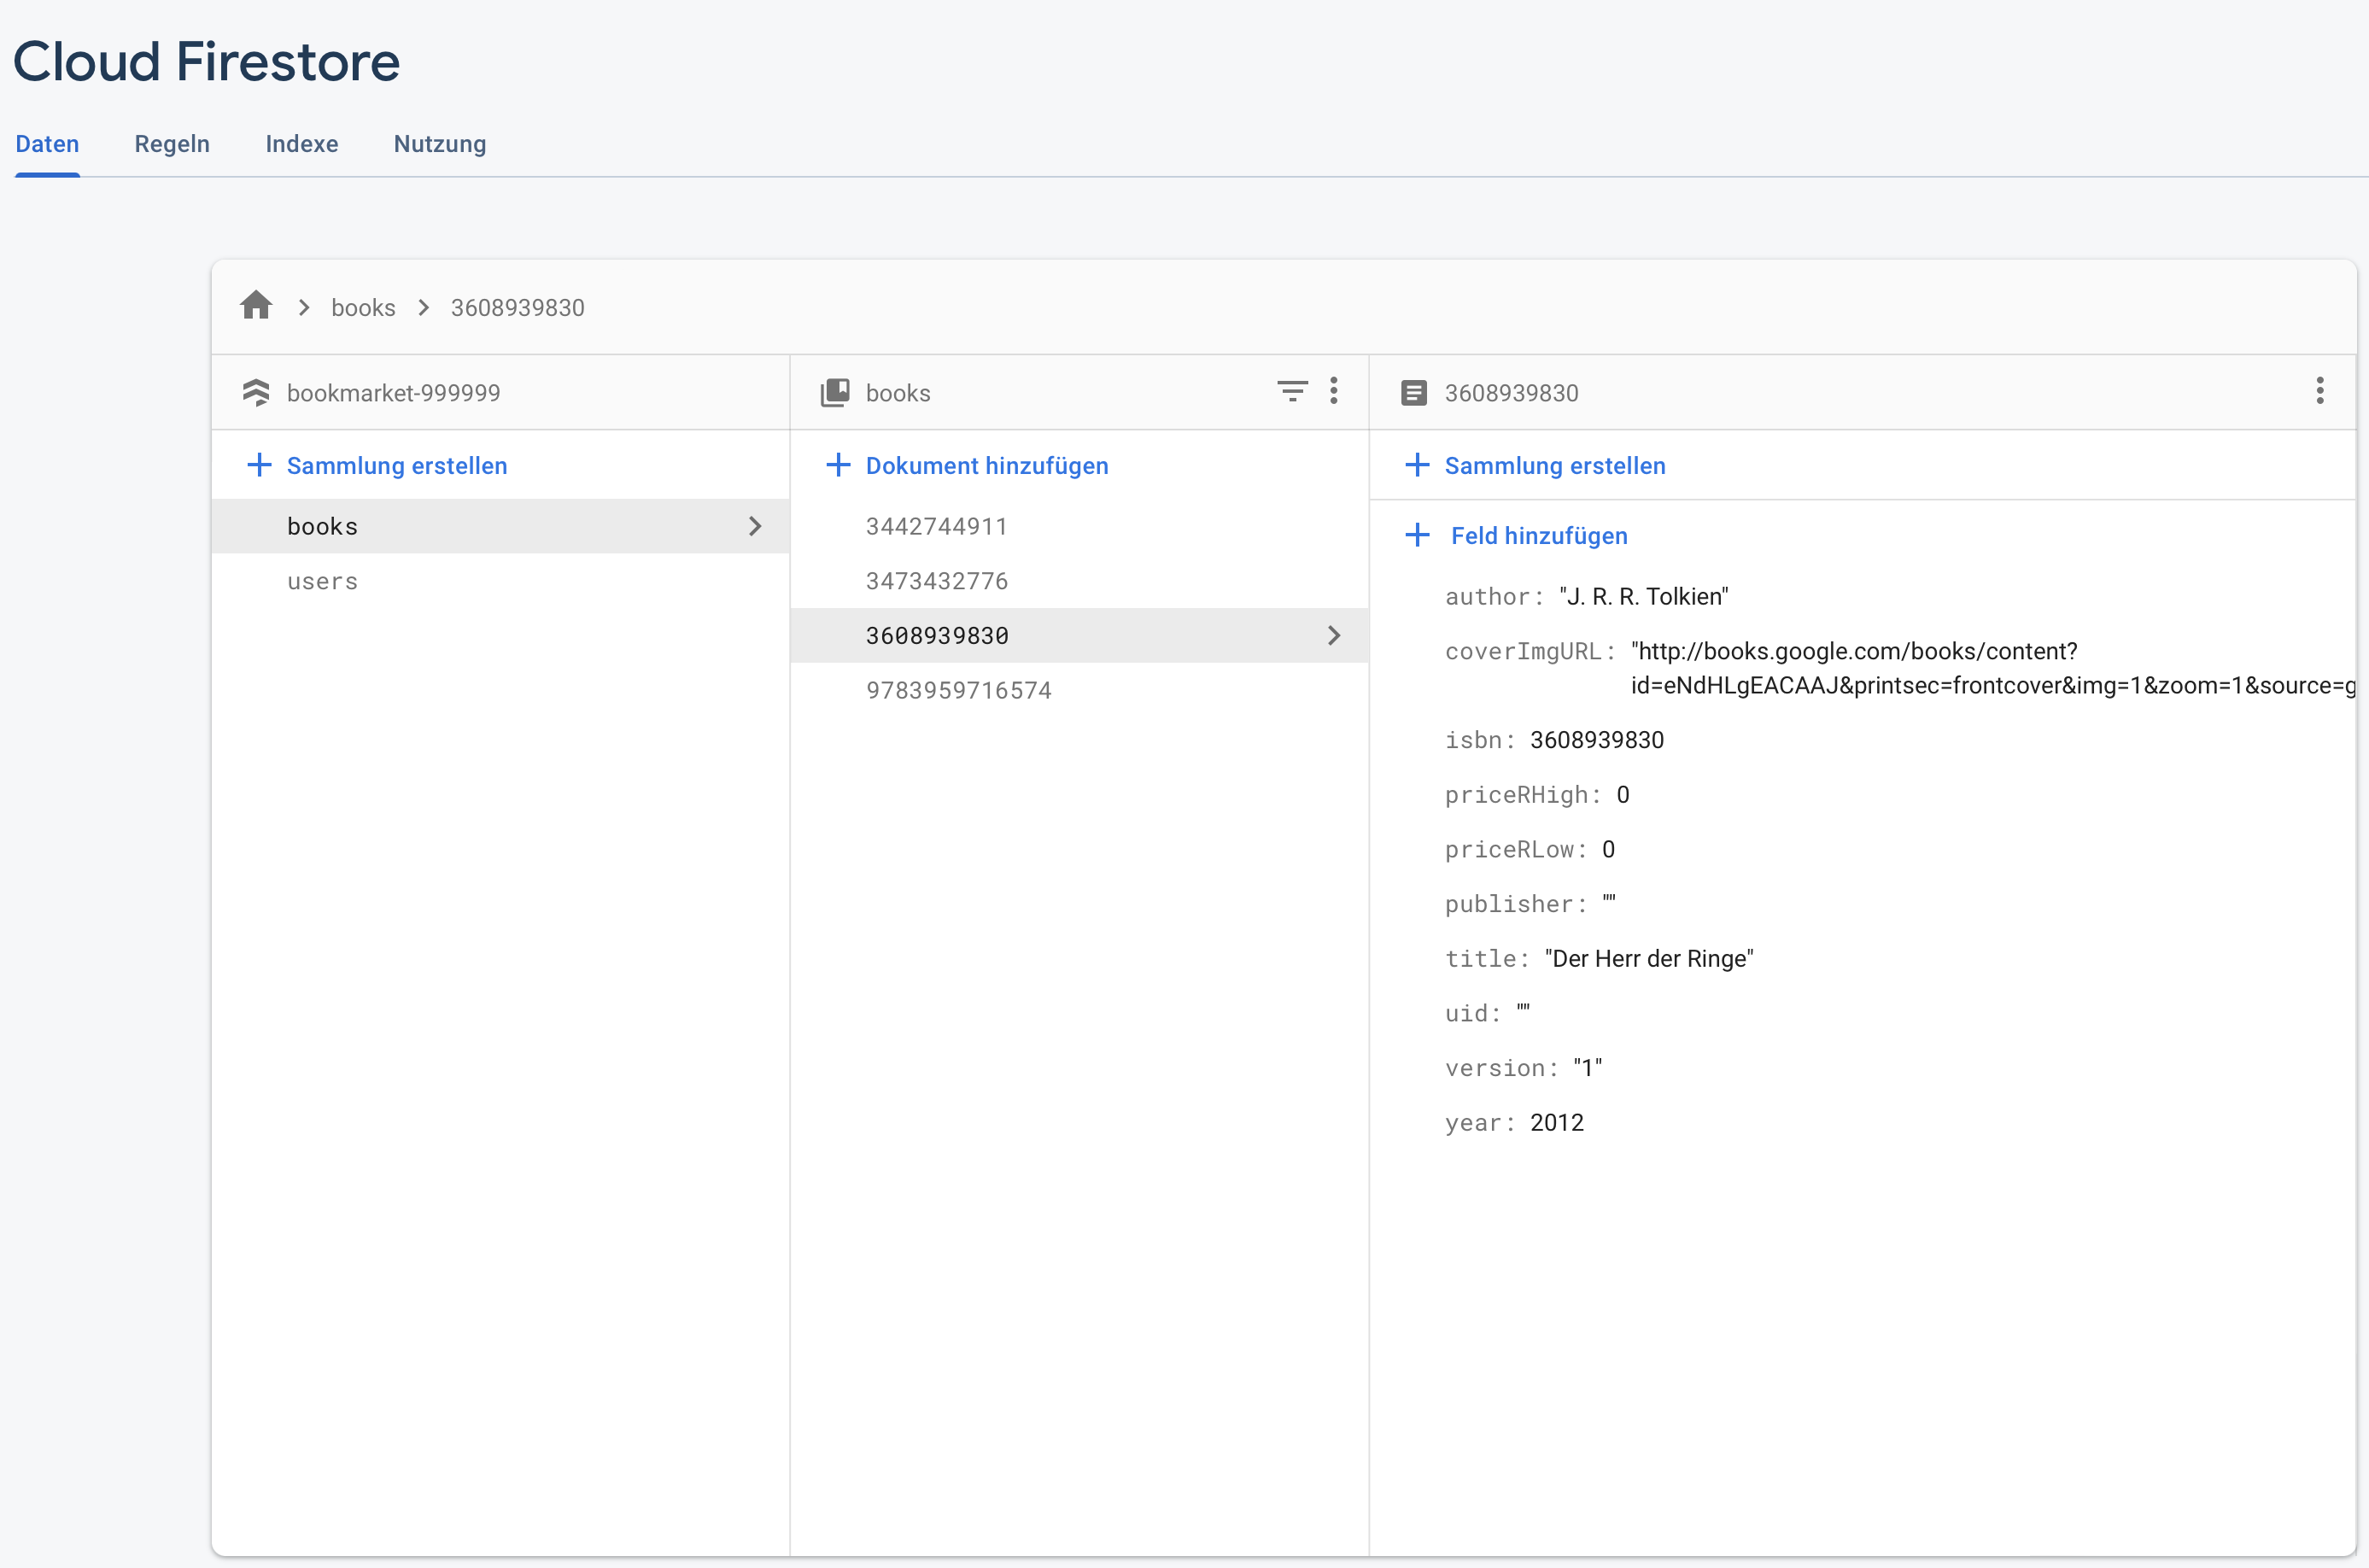 Cloud Firestore
Daten Regeln Indexe Nutzung
books 3608939830
bookmarket-999999
Sammlung erstellen
books
users
books
Dokument hinzufügen
3442744911
3473432776
3608939830
9783959716574
3608939830
Sammlung erstellen
Feld hinzufügen
author: "J. R. R. Tolkien"
coverImgURL: "http://books.google.com/books/content?
id=eNdHLgEACAAJ&printsec=frontcover&img=1&zoom=1&source=g
isbn: 3608939830
priceRHigh: 0
priceRLow: 0
publisher: ""
title: "Der Herr der Ringe"
uid: ""
version: "1"
year: 2012